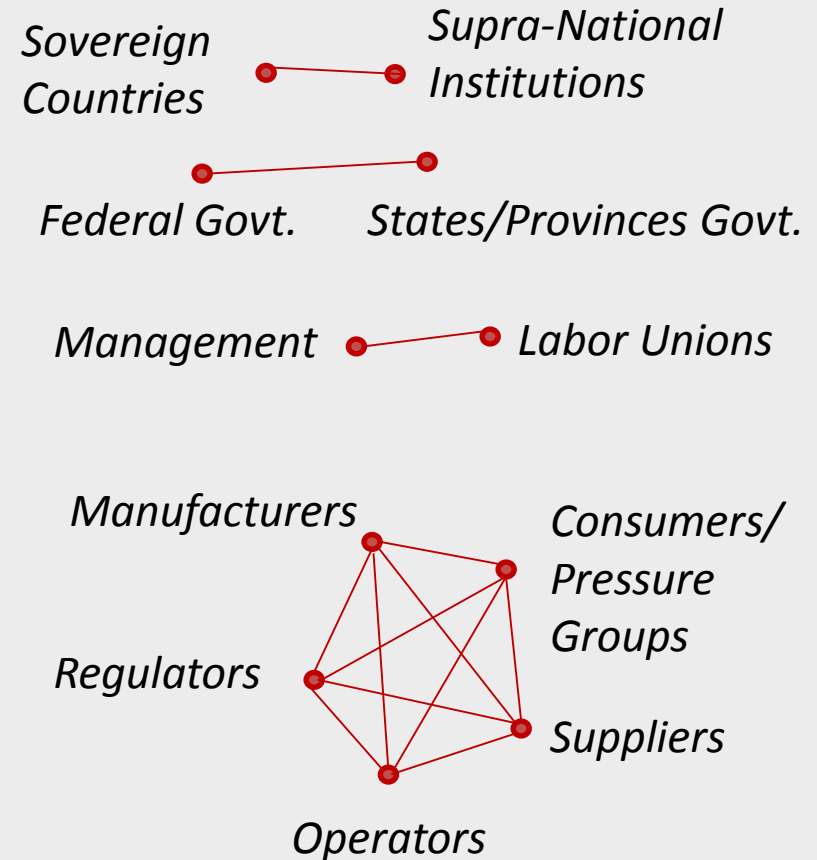 Sovereign
Countries
Supra-National
Institutions
Federal Govt.
States/Provinces Govt.
Management
Labor Unions
Manufacturers
Consumers/
Pressure
Groups
Regulators
Suppliers
Operators